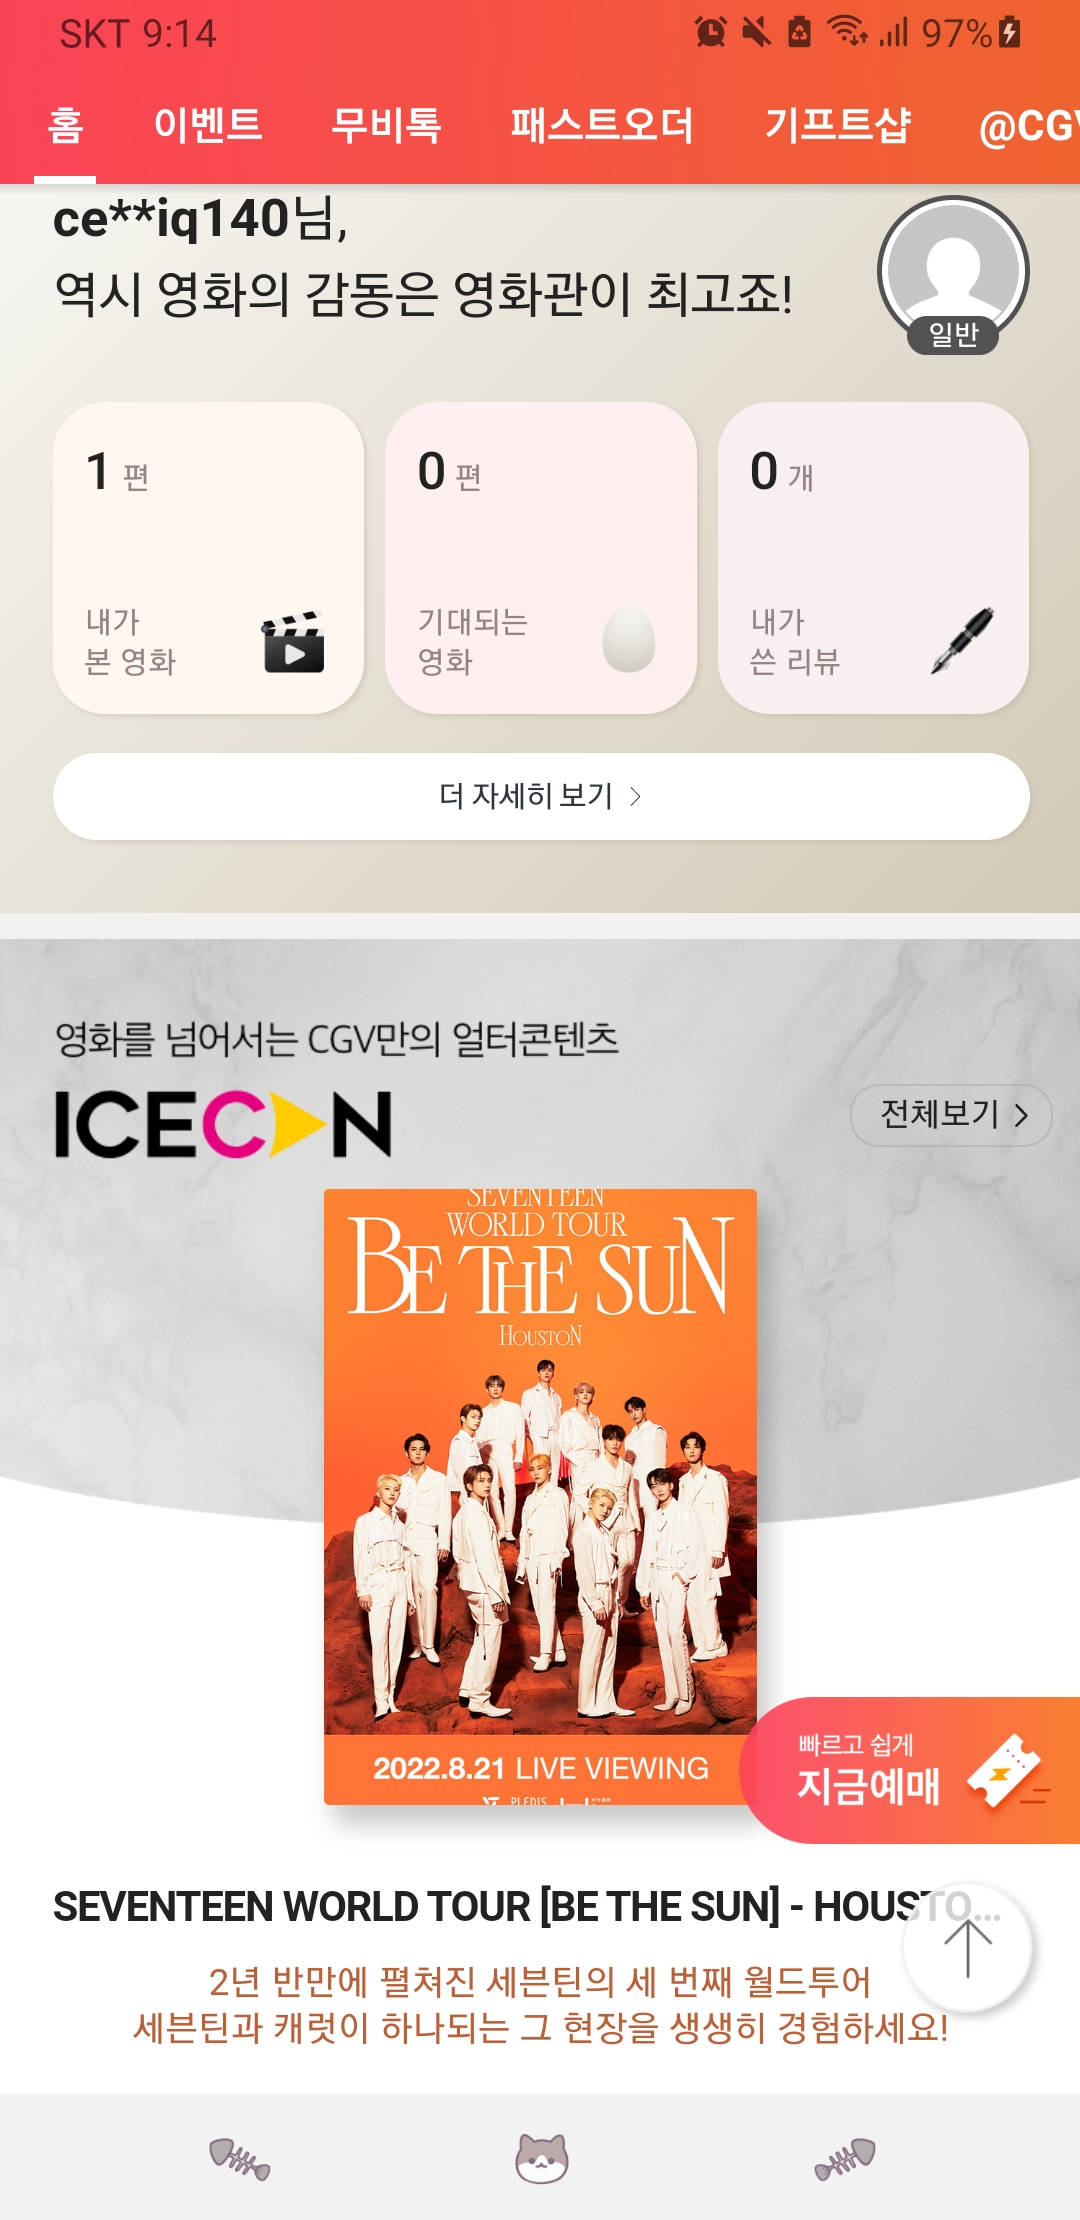 SKT 9:14
97%
홈 이벤트 무비톡 패스트오더 기프트샵 @CGV
ce**iq140님,
역시 영화의 감동은 영화관이 최고죠!
일반
1 편
0 편
0 개
내가
본 영화
기대되는
영화
내가
쓴 리뷰
더 자세히 보기
영화를 넘어서는 CGV만의 얼터콘텐츠
ICECON
전체보기
SEVENTEEN
WORLD TOUR
BE THE SUN
HOUSTON
2022.8.21 LIVE VIEWING
PLEDIS
HYBE
빠르고 쉽게
지금예매
SEVENTEEN WORLD TOUR [BE THE SUN] - HOUSTO...
2년 반만에 펼쳐진 세븐틴의 세 번째 월드투어
세븐틴과 캐럿이 하나되는 그 현장을 생생히 경험하세요!